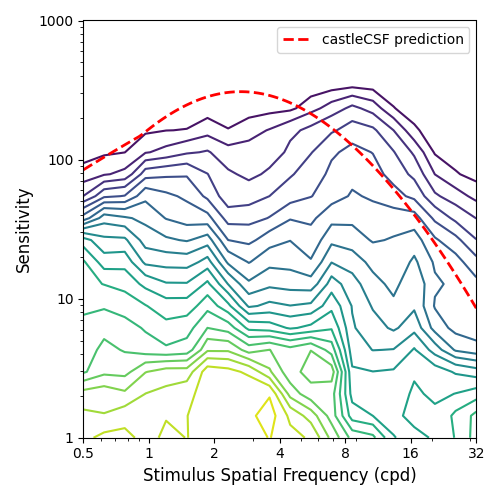 1000
castleCSF prediction
100
Sensitivity
10
1
0.5 1 2 4 8 16 32
Stimulus Spatial Frequency (cpd)